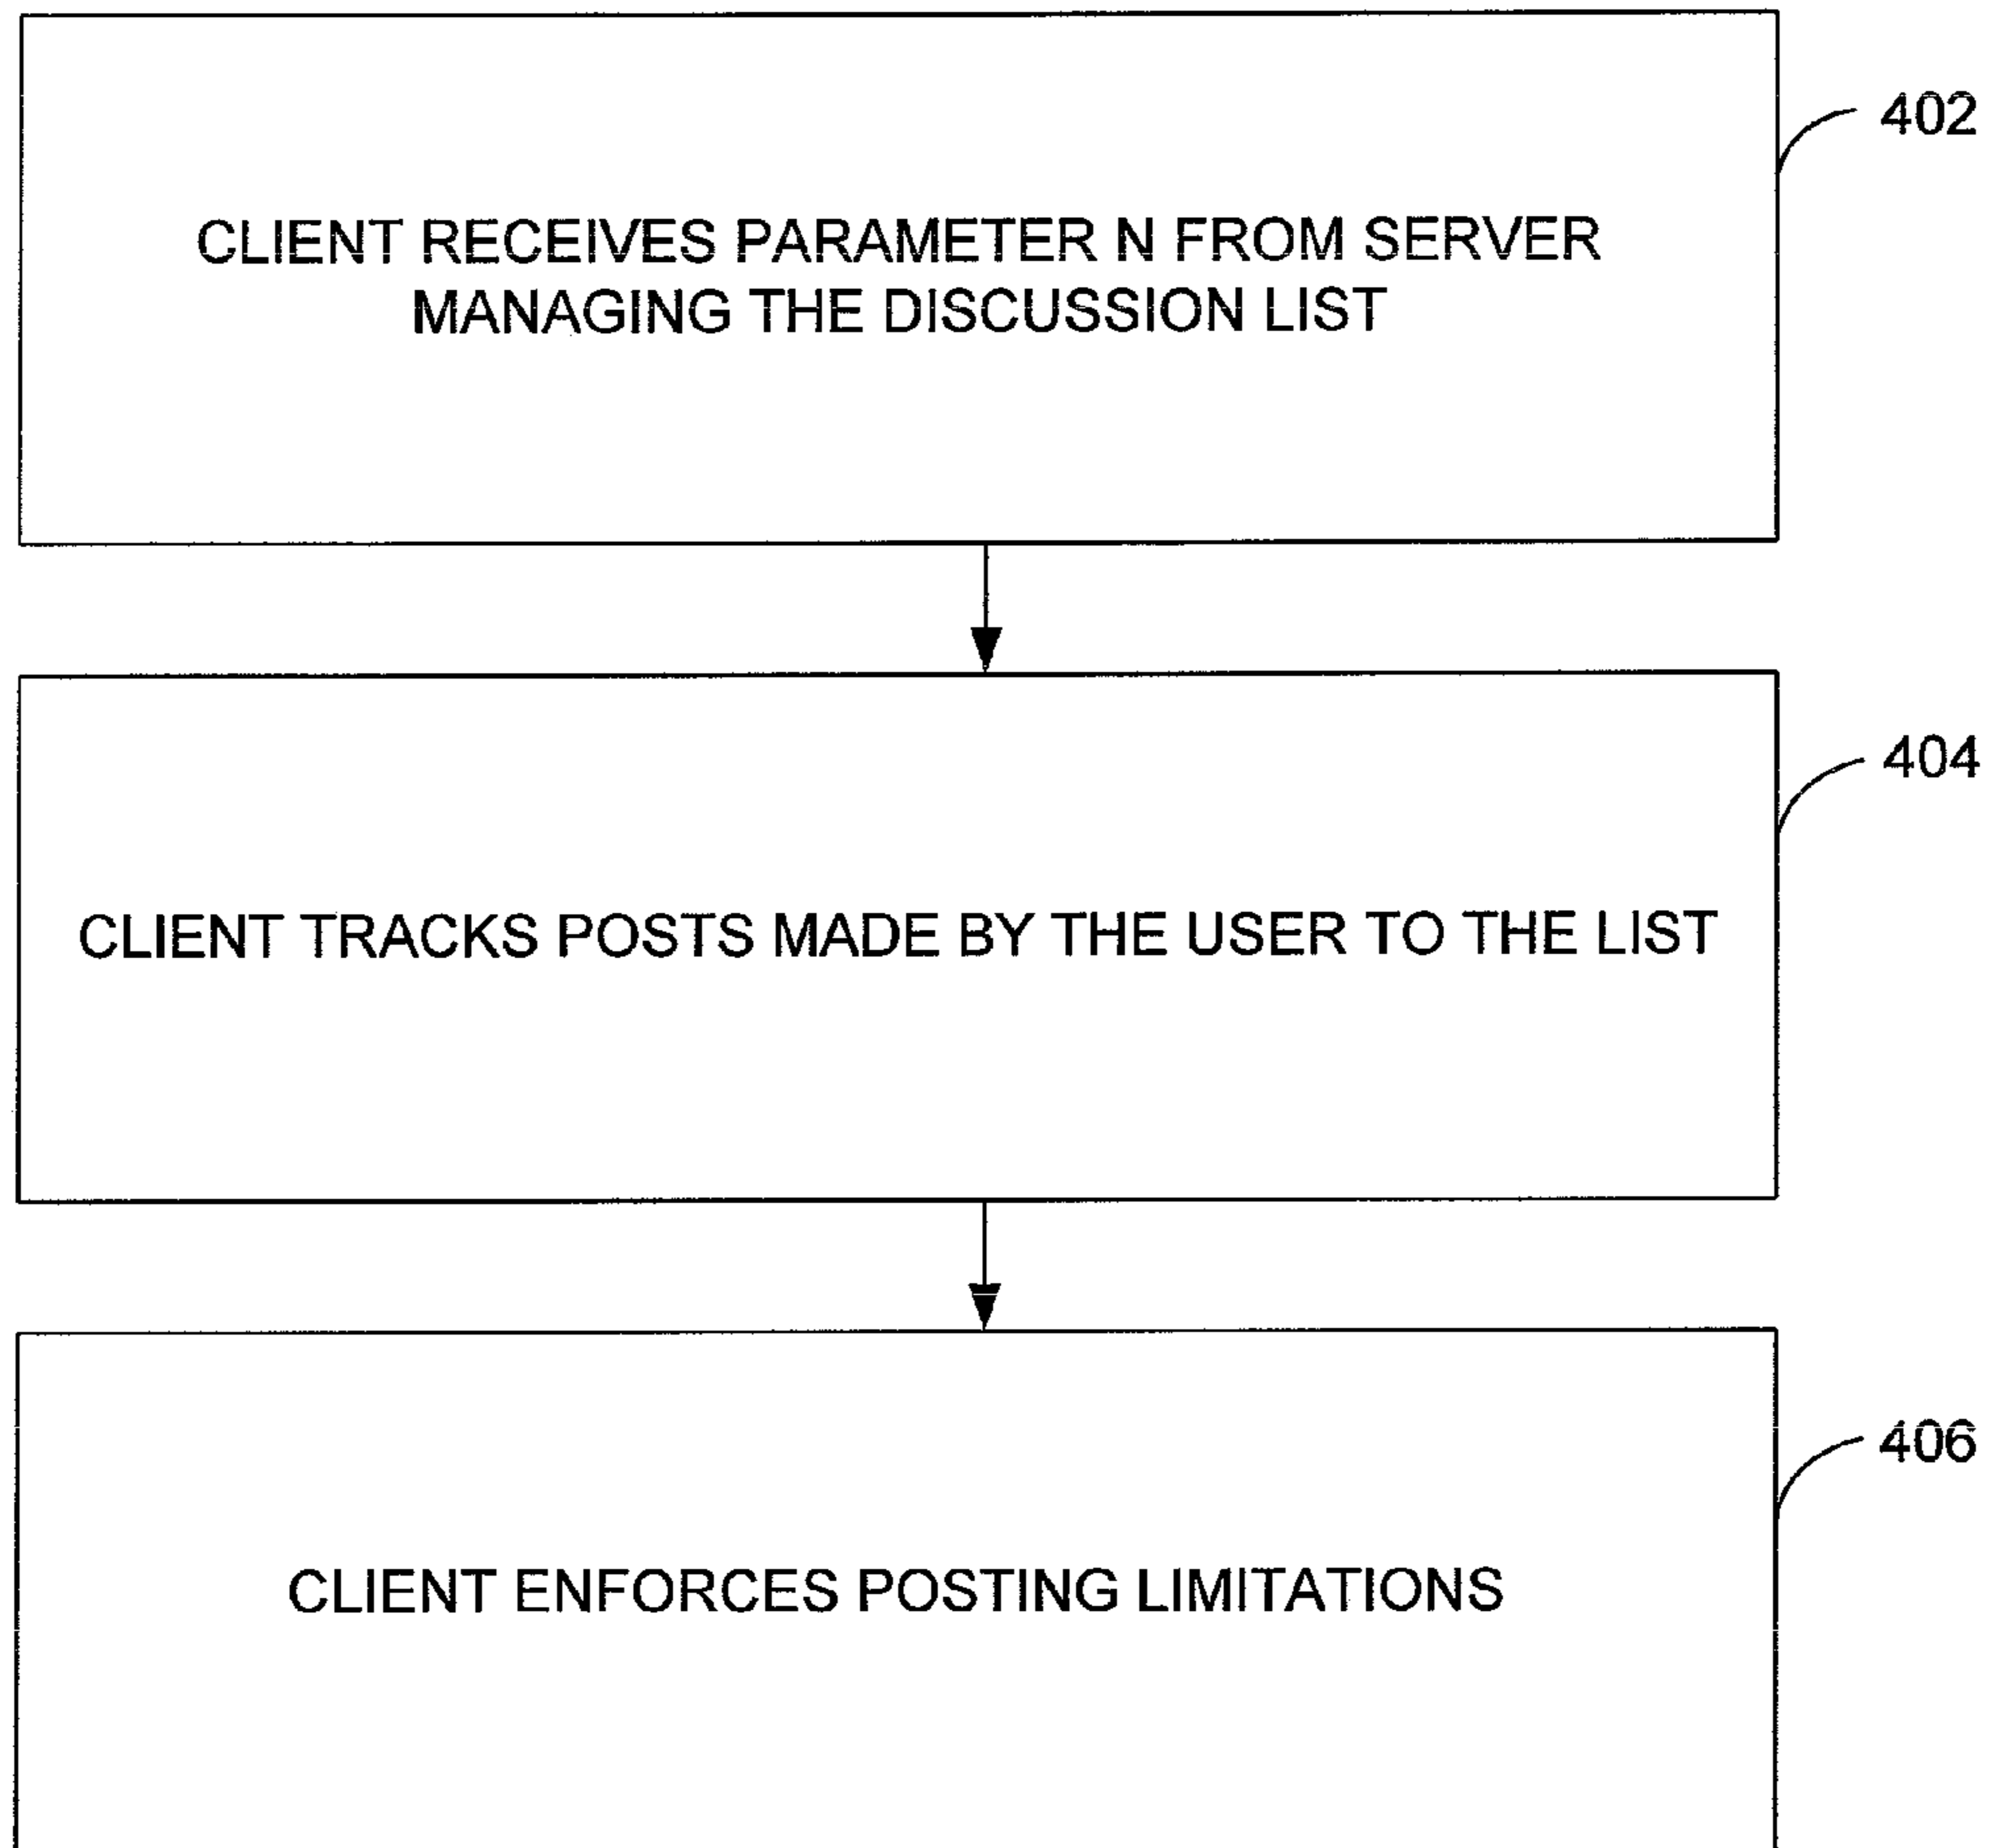 402
CLIENT RECEIVES PARAMETER N FROM SERVER
MANAGING THE DISCUSSION LIST
404
CLIENT TRACKS POSTS MADE BY THE USER TO THE LIST
406
CLIENT ENFORCES POSTING LIMITATIONS